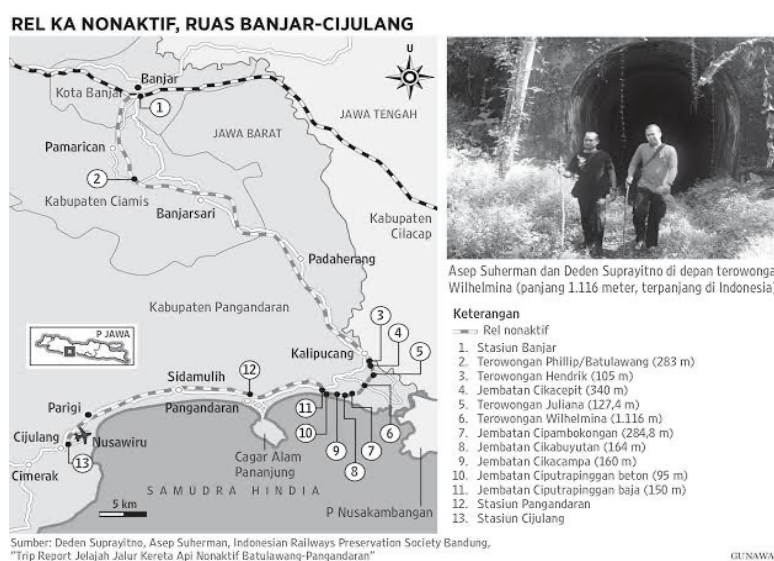 REL KA NONAKTIF, RUAS BANJAR-CIJULANG
U
Banjar
Kota Banjar
1
JAWA TENGAH
JAWA BARAT
Pamarican
2
Kabupaten Ciamis
Banjarsari
Kabupaten
Cilacap
Padaherang
Kabupaten Pangandaran
3
4
P JAWA
Kalipucang
5
Sidamulih
12
Parigi
Pangandaran
11
6
10
7
Cijulang
Nusawiru
9
13
Cagar Alam
Pananjung
8
Cimerak
SAMUDRA HINDIA
5 km
P Nusakambangan
Asep Suherman dan Deden Suprayitno di depan terowonga
Wilhelmina (panjang 1.116 meter, terpanjang di Indonesia)
Keterangan
Rel nonaktif
1. Stasiun Banjar
2. Terowongan Phillip/Batulawang (283 m)
3. Terowongan Hendrik (105 m)
4. Jembatan Cikacepit (340 m)
5. Terowongan Juliana (127,4 m)
6. Terowongan Wilhelmina (1.116 m)
7. Jembatan Cipambokongan (284,8 m)
8. Jembatan Cikabuyutan (164 m)
9. Jembatan Cikacampa (160 m)
10. Jembatan Ciputrapinggan beton (95 m)
11. Jembatan Ciputrapinggan baja (150 m)
12. Stasiun Pangandaran
13. Stasiun Cijulang
Sumber: Deden Suprayitno, Asep Suherman, Indonesian Railways Preservation Society Bandung,
"Trip Report Jelajah Jalur Kereta Api Nonaktif Batulawang-Pangandaran"
GUNAWA